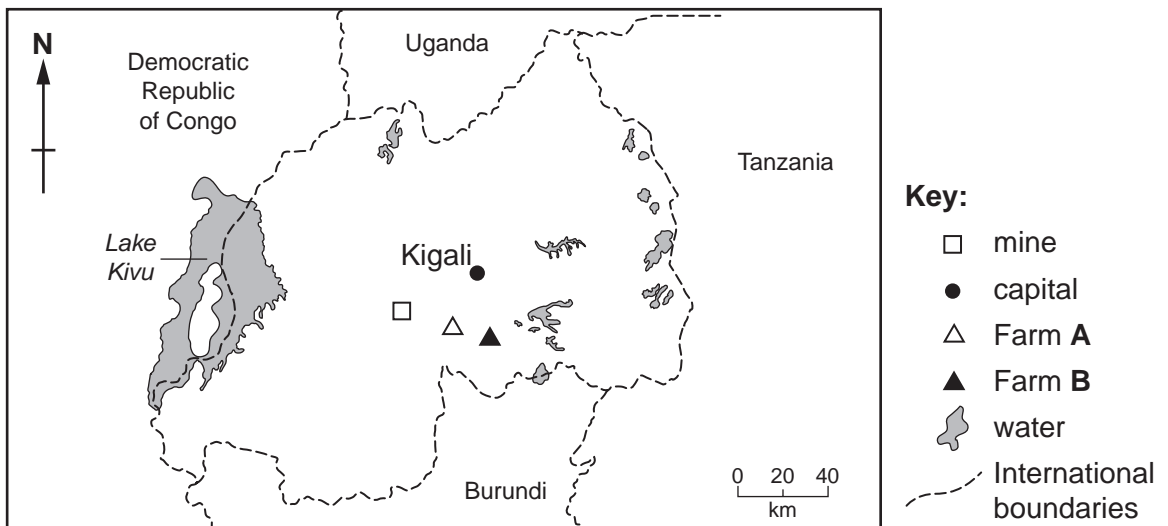 N
Democratic
Republic
of Congo
Uganda
Tanzania
Lake
Kivu
Kigali
Burundi
0 20 40
km
Key:
mine
capital
Farm A
Farm B
water
International
boundaries